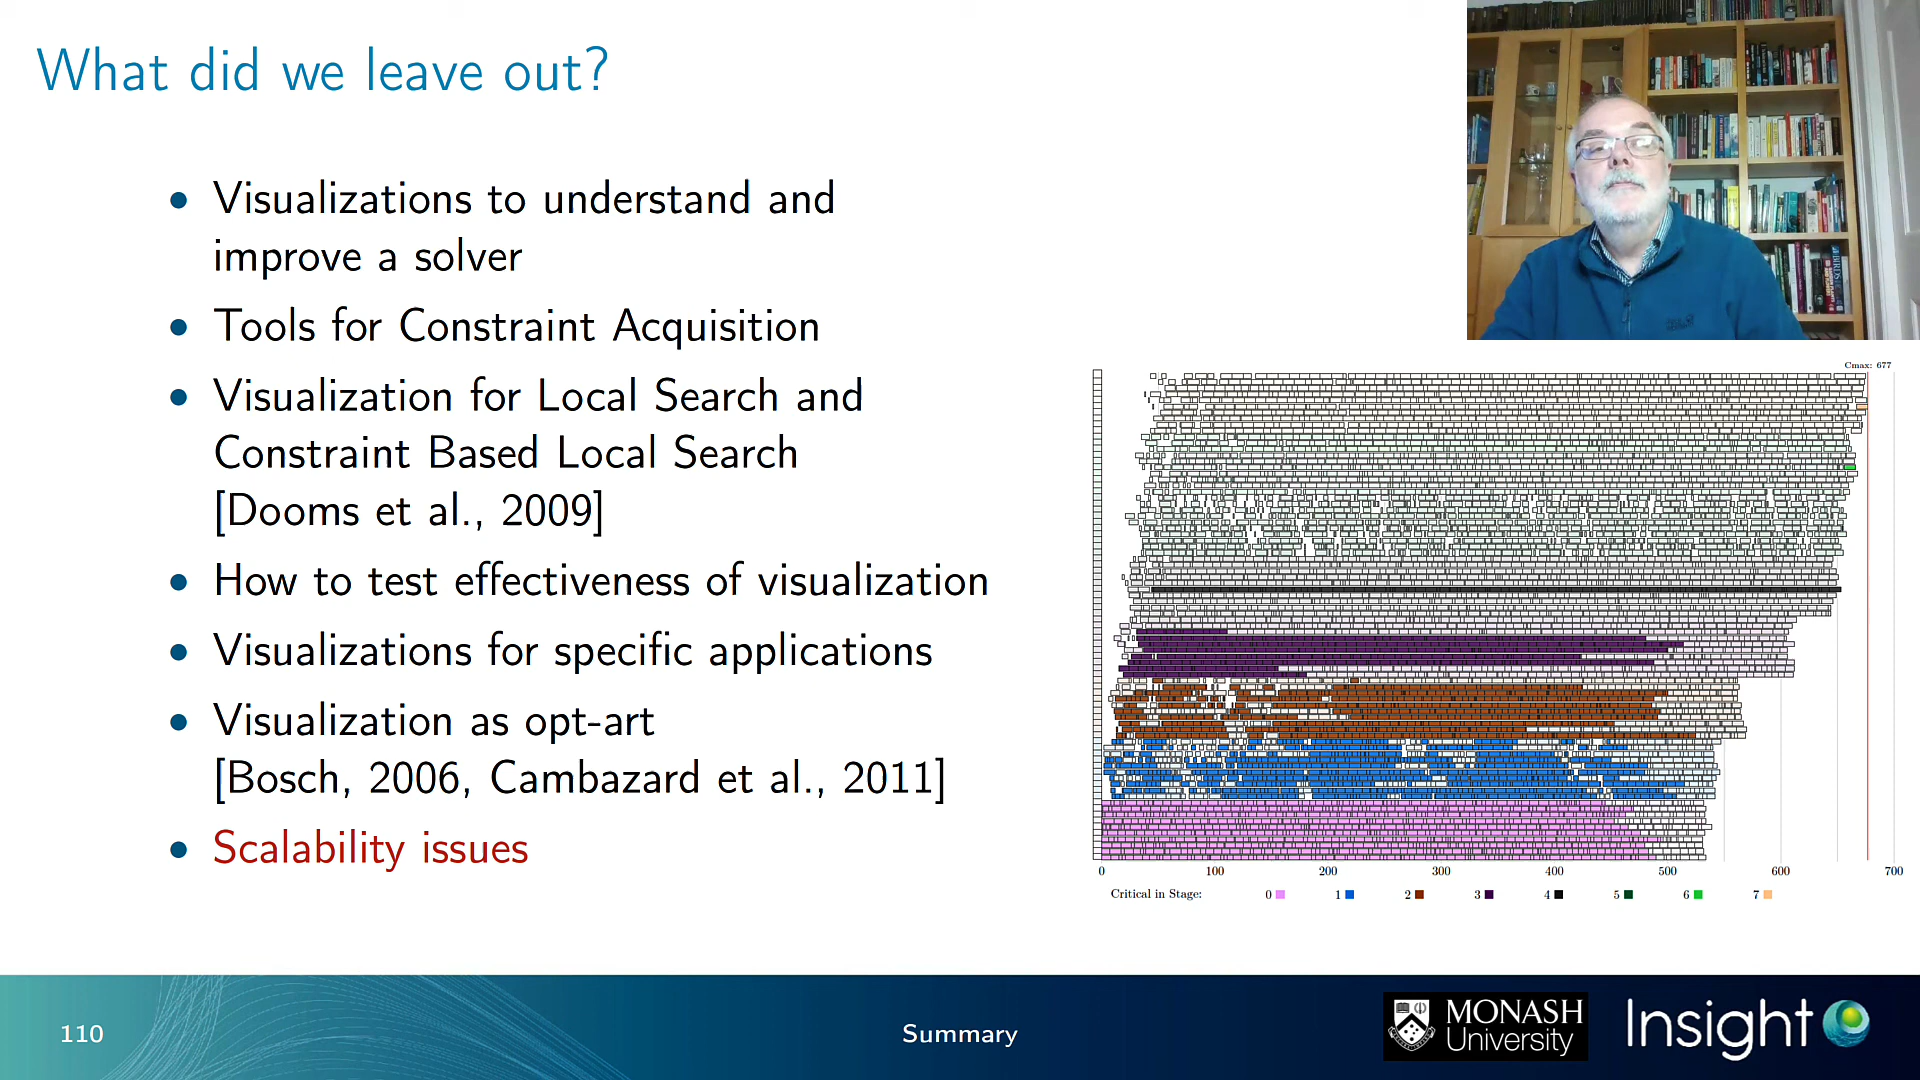 What did we leave out?
• Visualizations to understand and
improve a solver
• Tools for Constraint Acquisition
• Visualization for Local Search and
Constraint Based Local Search
[Dooms et al., 2009]
• How to test effectiveness of visualization
• Visualizations for specific applications
• Visualization as opt-art
[Bosch, 2006, Cambazard et al., 2011]
• Scalability issues
Cmax: 677
0 100 200 300 400 500 600 700
Critical in Stage: 0 1 2 3 4 5 6 7
110
Summary
MONASH
University
Insight